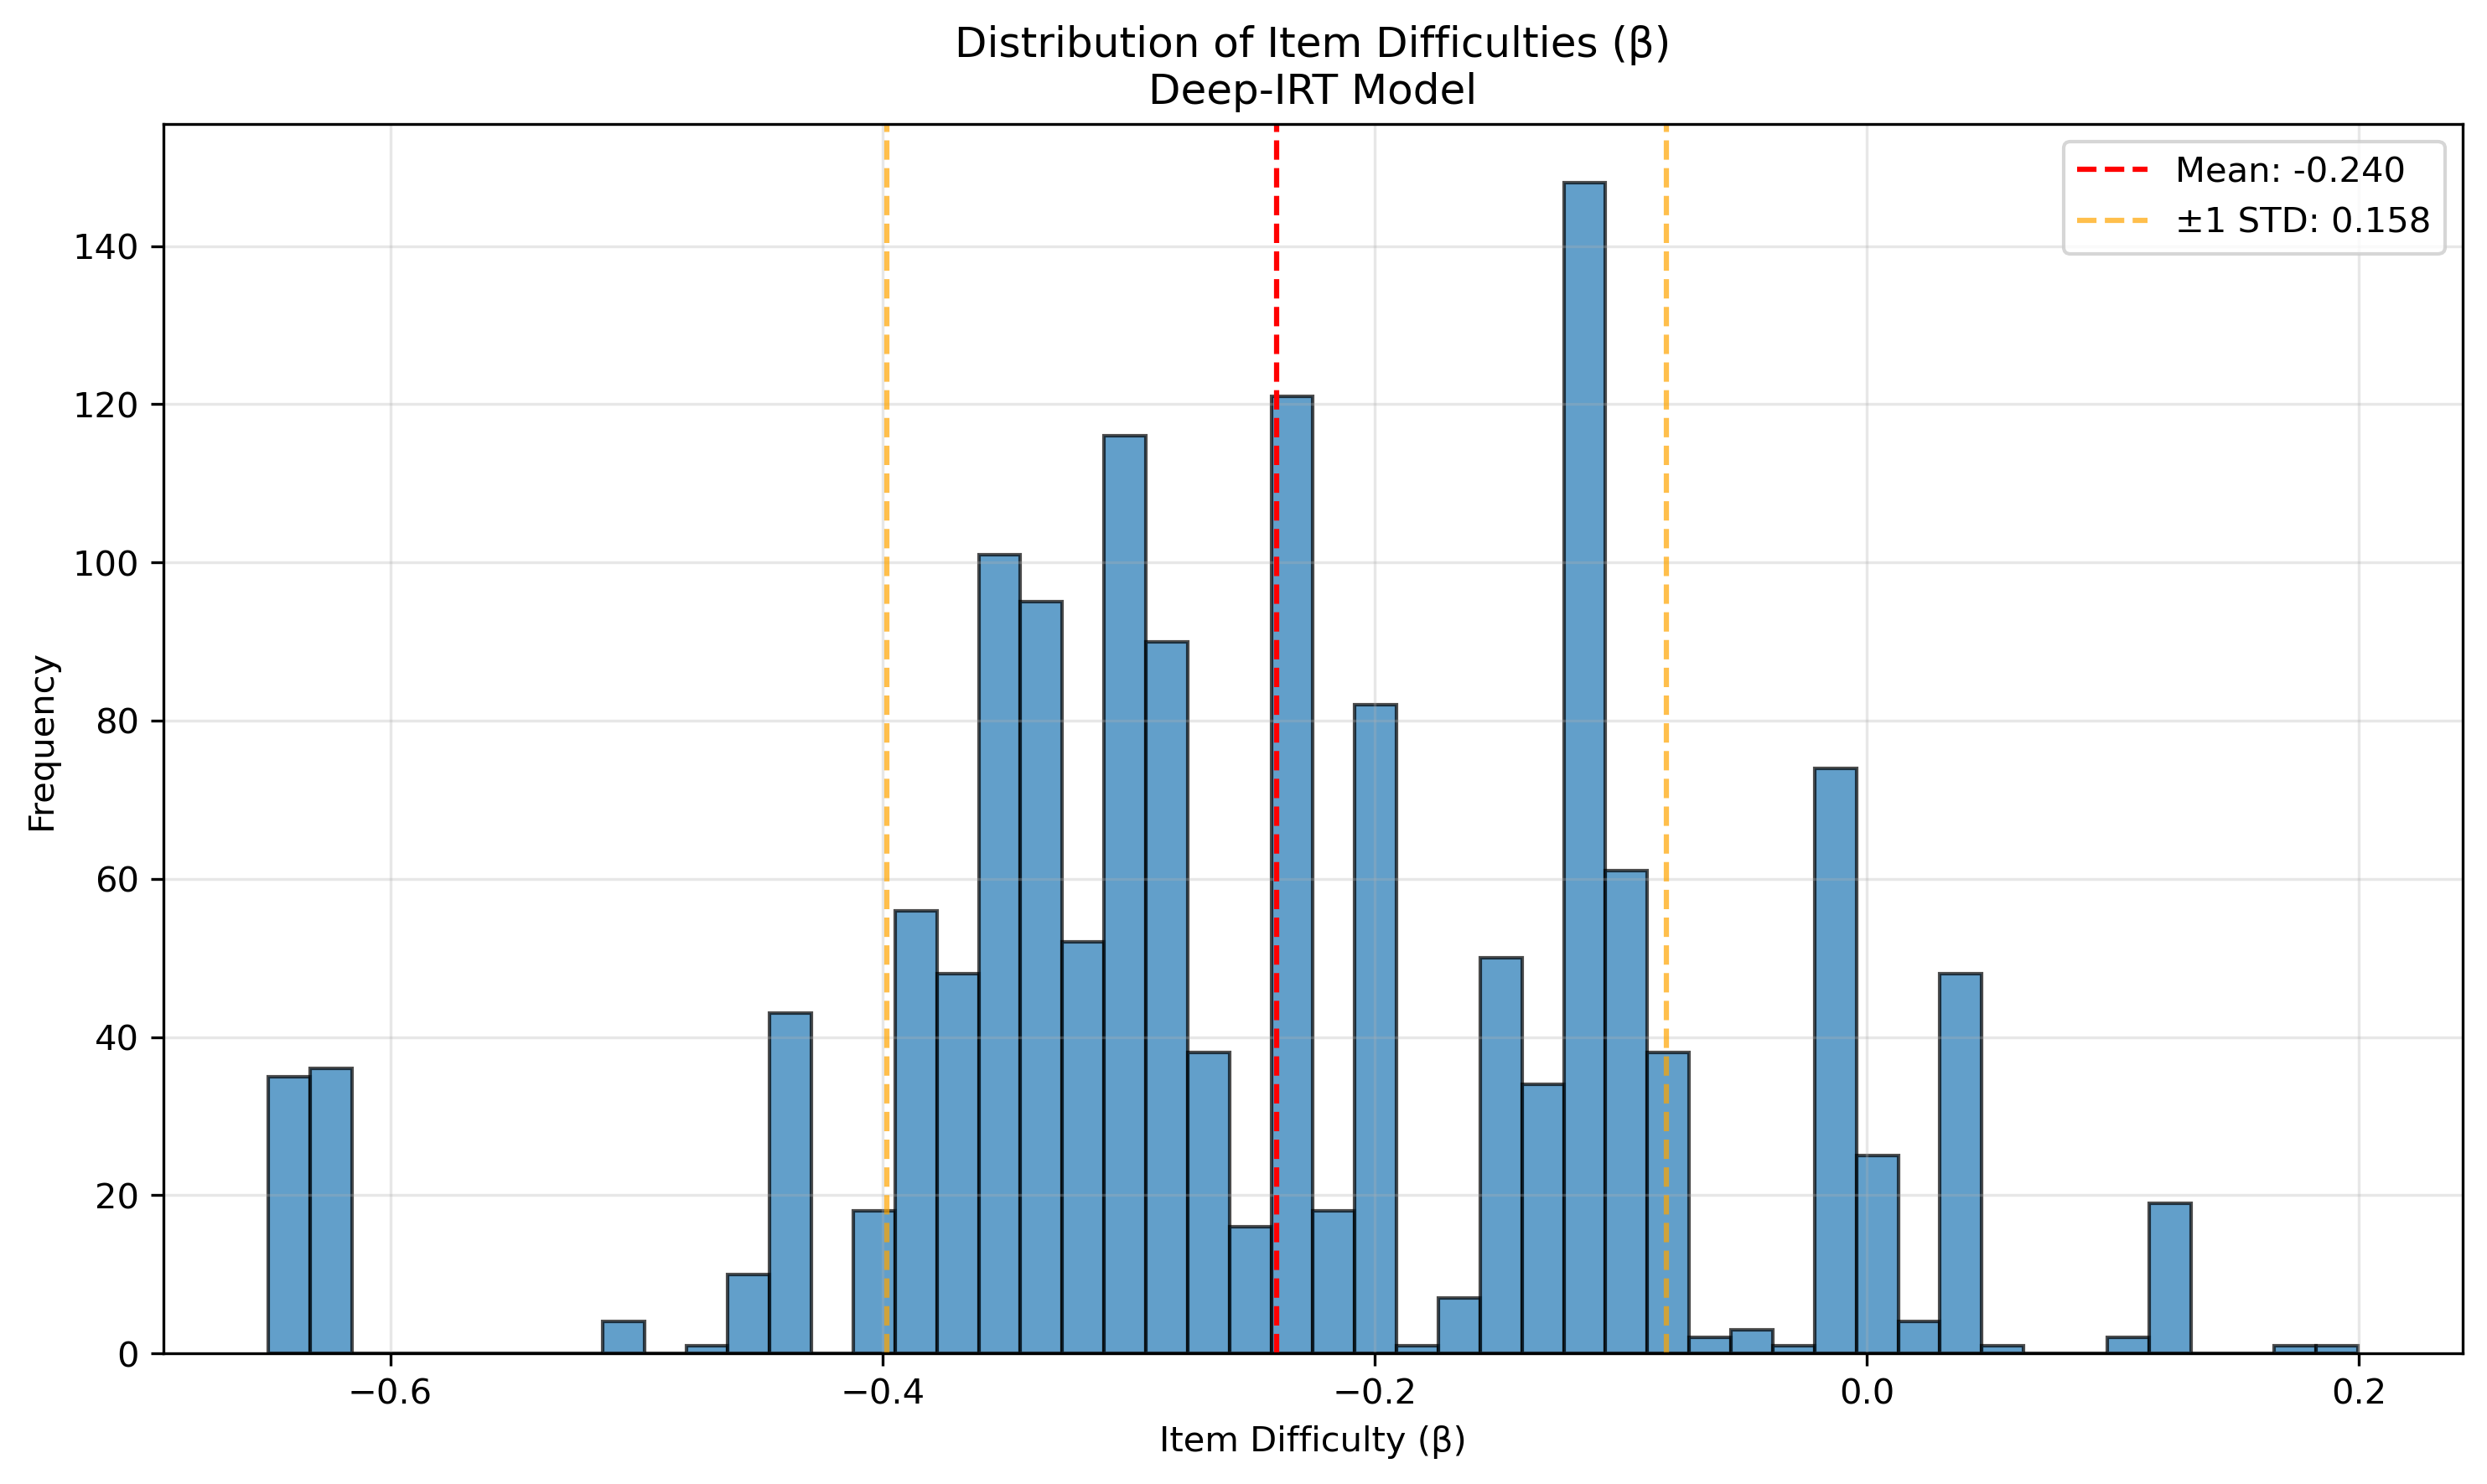 Distribution of Item Difficulties (β)
Deep-IRT Model
Mean: -0.240
±1 STD: 0.158
140
120
100
80
60
40
20
0
Frequency
−0.6
−0.4
−0.2
0.0
0.2
Item Difficulty (β)